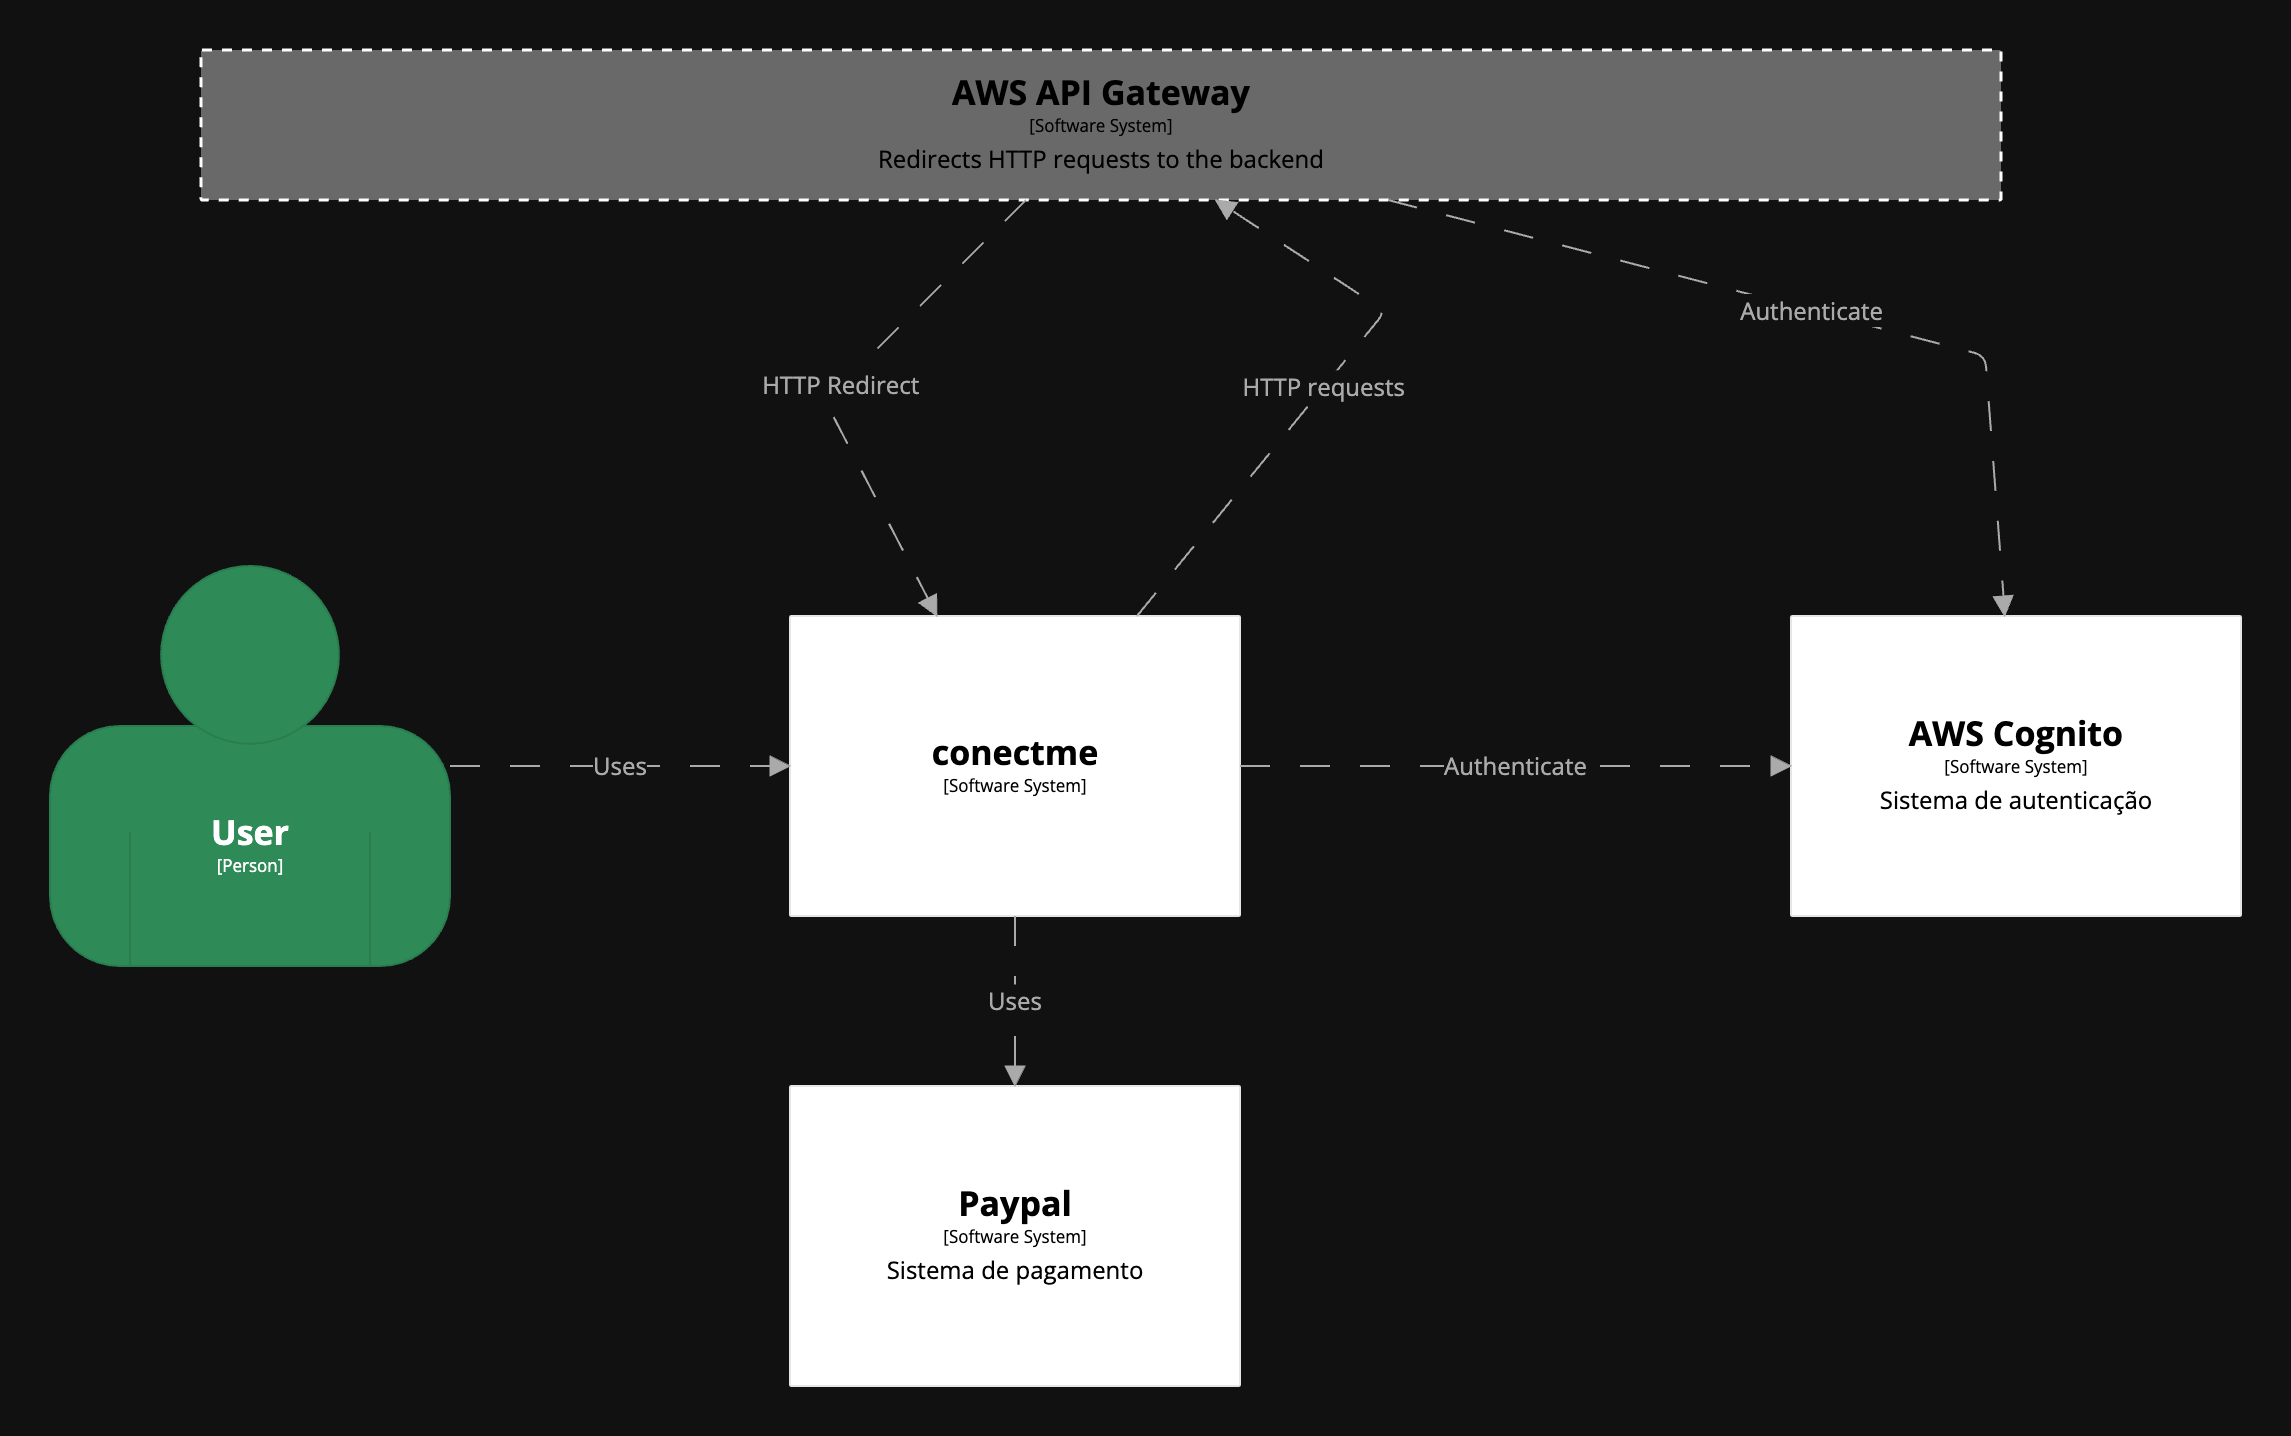 AWS API Gateway
[Software System]
Redirects HTTP requests to the backend
Authenticate
HTTP Redirect
HTTP requests
User
[Person]
Uses
conectme
[Software System]
Authenticate
AWS Cognito
[Software System]
Sistema de autenticação
Uses
Paypal
[Software System]
Sistema de pagamento